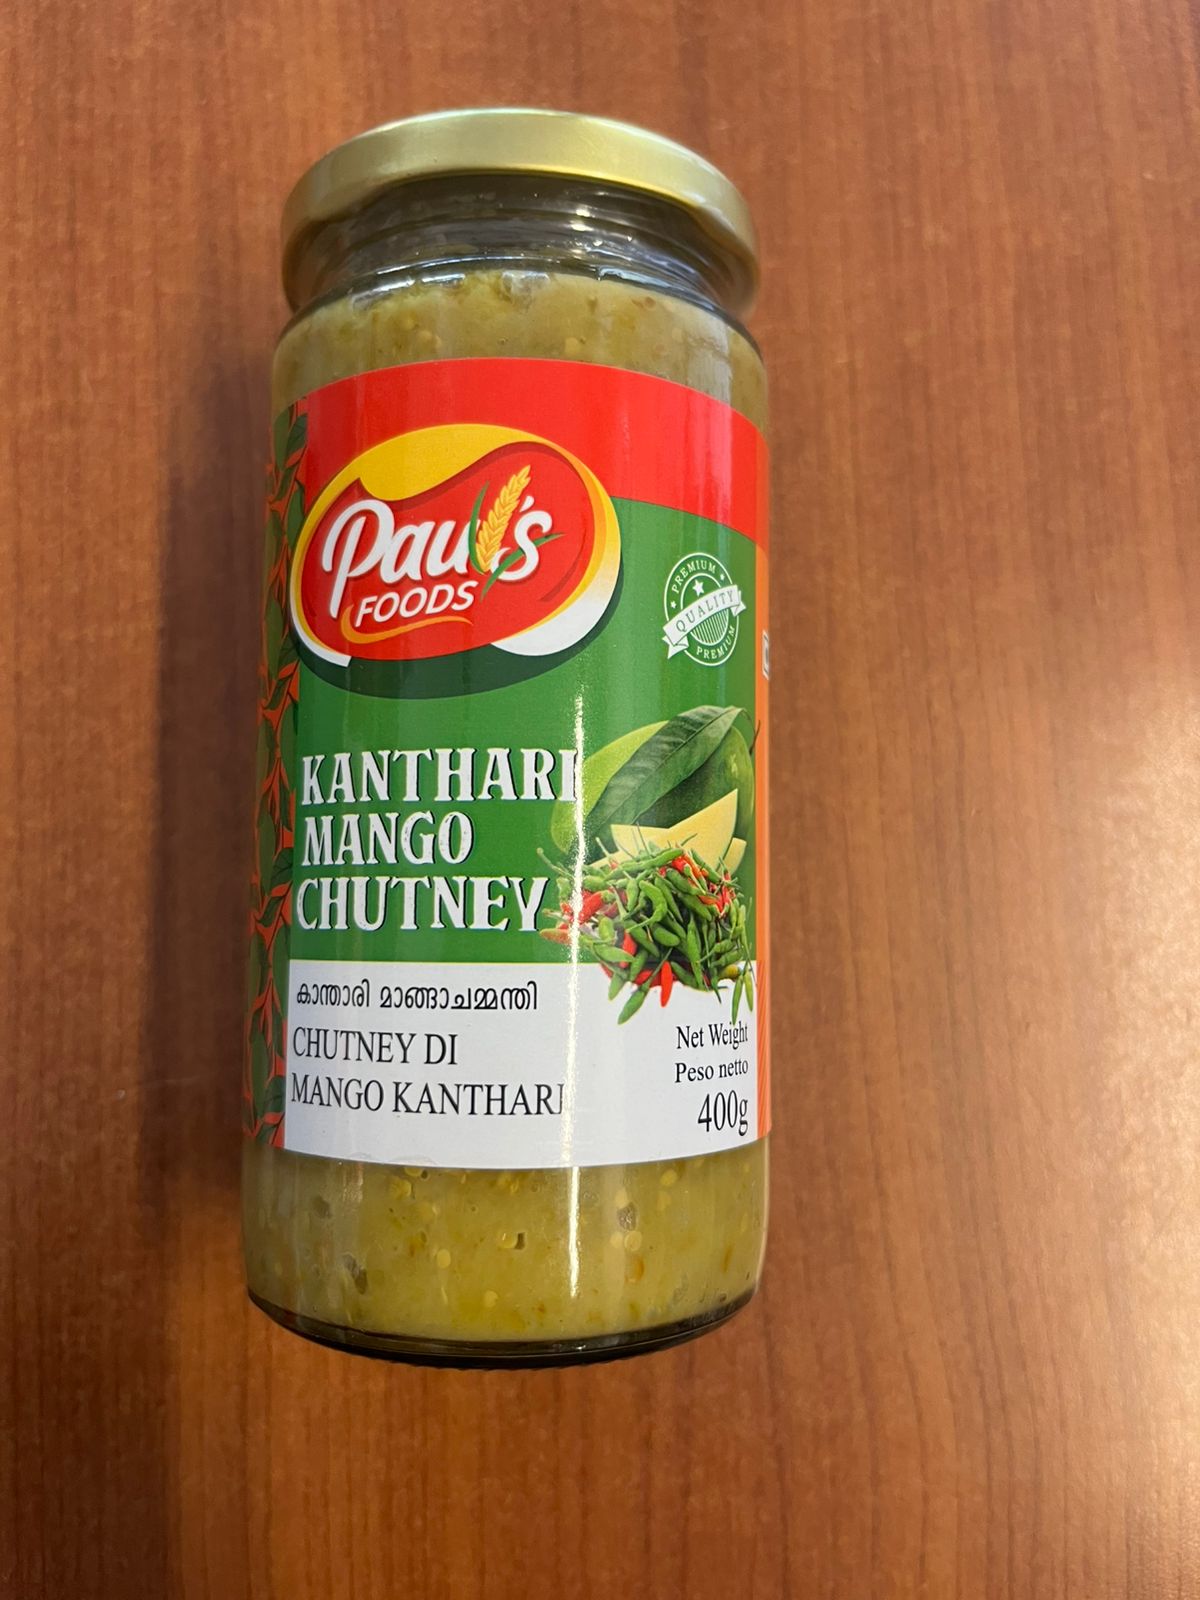 Paul's
FOODS
PREMIUM
QUALITY
PREMIUM
KANTHARI
MANGO
CHUTNEY
കാന്താരി മാങ്ങാചമ്മന്തി
CHUTNEY DI
MANGO KANTHARI
Net Weight
Peso netto
400g